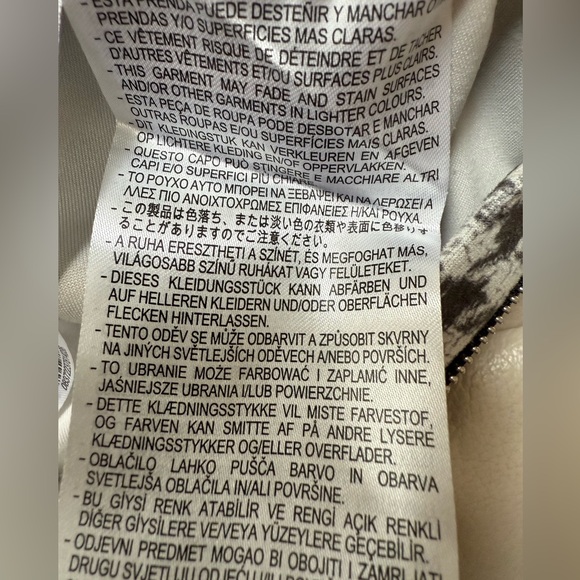 - ESTA PRENDA PUEDE DESTEÑIR Y MANCHAR O
PRENDAS Y/O SUPERFICIES MAS CLARAS.
- CE VÊTEMENT RISQUE DE DÉTEINDRE ET DE TACHER
D'AUTRES VÊTEMENTS ET/OU SURFACES PLUS CLAIRS.
- THIS GARMENT MAY FADE AND STAIN SURFACES
AND/OR OTHER GARMENTS IN LIGHTER COLOURS.
- ESTA PEÇA DE ROUPA PODE DESBOTAR E MANCHAR
OUTRAS ROUPAS E/OU SUPERFÍCIES MAIS CLARAS.
- DIT KLEDINGSTUK KAN VERKLEUREN EN AFGEVEN
OP LICHTERE KLEDING EN/OF OPPERVLAKKEN.
- QUESTO CAPO PUÒ STINGERE E MACCHIARE ALTRI
CAPI E/O SUPERFICI PIÙ CHIARE
- ΤΟ ΡΟΥΧΟ ΑΥΤΟ ΜΠΟΡΕΙ ΝΑ ΞΕΒΑΨΕΙ ΚΑΙ ΝΑ ΛΕΡΩΣΕΙ Α
ΛΛΕΣ ΠΙΟ ΑΝΟΙΧΤΟΧΡΩΜΕΣ ΕΠΙΦΑΝΕΙΕΣ Η/ΚΑΙ ΡΟΥΧΑ.
- この製品は色落ち、または淡い色の衣類や表面に色移りす
ることがありますのでご注意ください。
- A RUHA ERESZTHETI A SZÍNÉT, ÉS MEGFOGHAT MÁS,
VILÁGOSABB SZÍNŰ RUHÁKAT VAGY FELÜLETEKET.
- DIESES KLEIDUNGSSTÜCK KANN ABFÄRBEN UND
AUF HELLEREN KLEIDERN UND/ODER OBERFLÄCHEN
FLECKEN HINTERLASSEN.
- TENTO ODĚV SE MŮŽE ODBARVIT A ZPŮSOBIT SKVRNY
NA JINÝCH SVĚTLEJŠÍCH ODĚVECH A/NEBO POVRŠÍCH.
- TO UBRANIE MOŻE FARBOWAĆ I ZAPLAMIĆ INNE,
JAŚNIEJSZE UBRANIA I/LUB POWIERZCHNIE.
- DETTE KLÆDNINGSSTYKKE VIL MISTE FARVESTOF,
OG FARVEN KAN SMITTE AF PÅ ANDRE LYSERE
KLÆDNINGSSTYKKER OG/ELLER OVERFLADER.
- OBLAČILO LAHKO PUŠČA BARVO IN OBARVA
SVETLEJŠA OBLAČILA IN/ALI POVRŠINE.
- BU GİYSİ RENK ATABİLİR VE RENGİ AÇIK RENKLİ
DİĞER GİYSİLERE VE/VEYA YÜZEYLERE GEÇEBİLİR.
- ODJEVNI PREDMET MOGAO BI OBOJITI I ZAMRLJATI
DRUGU SVJETLIJU ODJEĆU I/ILI